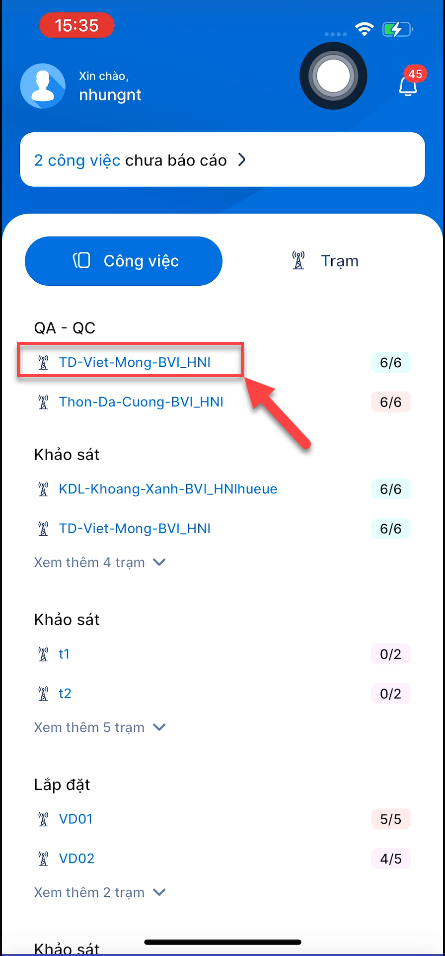 15:35
Xin chào,
nhungnt
45
2 công việc chưa báo cáo
Công việc
Trạm
QA - QC
TD-Viet-Mong-BVI_HNI 6/6
Thon-Da-Cuong-BVI_HNI 6/6
Khảo sát
KDL-Khoang-Xanh-BVI_HNIhueue 6/6
TD-Viet-Mong-BVI_HNI 6/6
Xem thêm 4 trạm
Khảo sát
t1 0/2
t2 0/2
Xem thêm 5 trạm
Lắp đặt
VD01 5/5
VD02 4/5
Xem thêm 2 trạm
Khảo sát